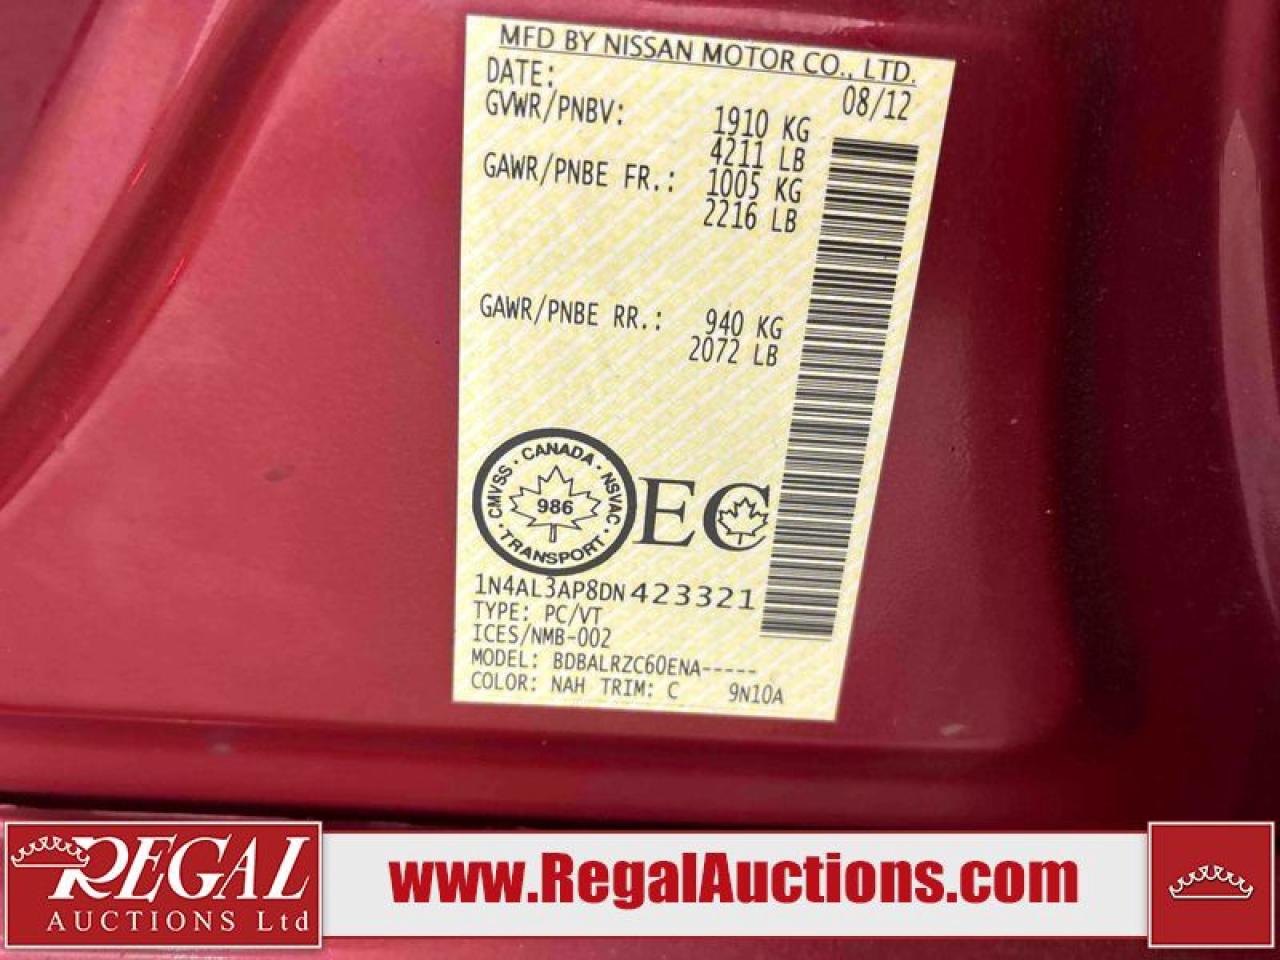 MFD BY NISSAN MOTOR CO., LTD.
DATE: 08/12
GVWR/PNBV: 1910 KG
4211 LB
GAWR/PNBE FR.: 1005 KG
2216 LB
GAWR/PNBE RR.: 940 KG
2072 LB
CMVSS · CANADA · NSVAC · TRANSPORT ·
986
EC
1N4AL3AP8DN423321
TYPE: PC/VT
ICES/NMB-002
MODEL: BDBALRZC60ENA-----
COLOR: NAH TRIM: C 9N10A
REGAL
AUCTIONS Ltd
www.RegalAuctions.com